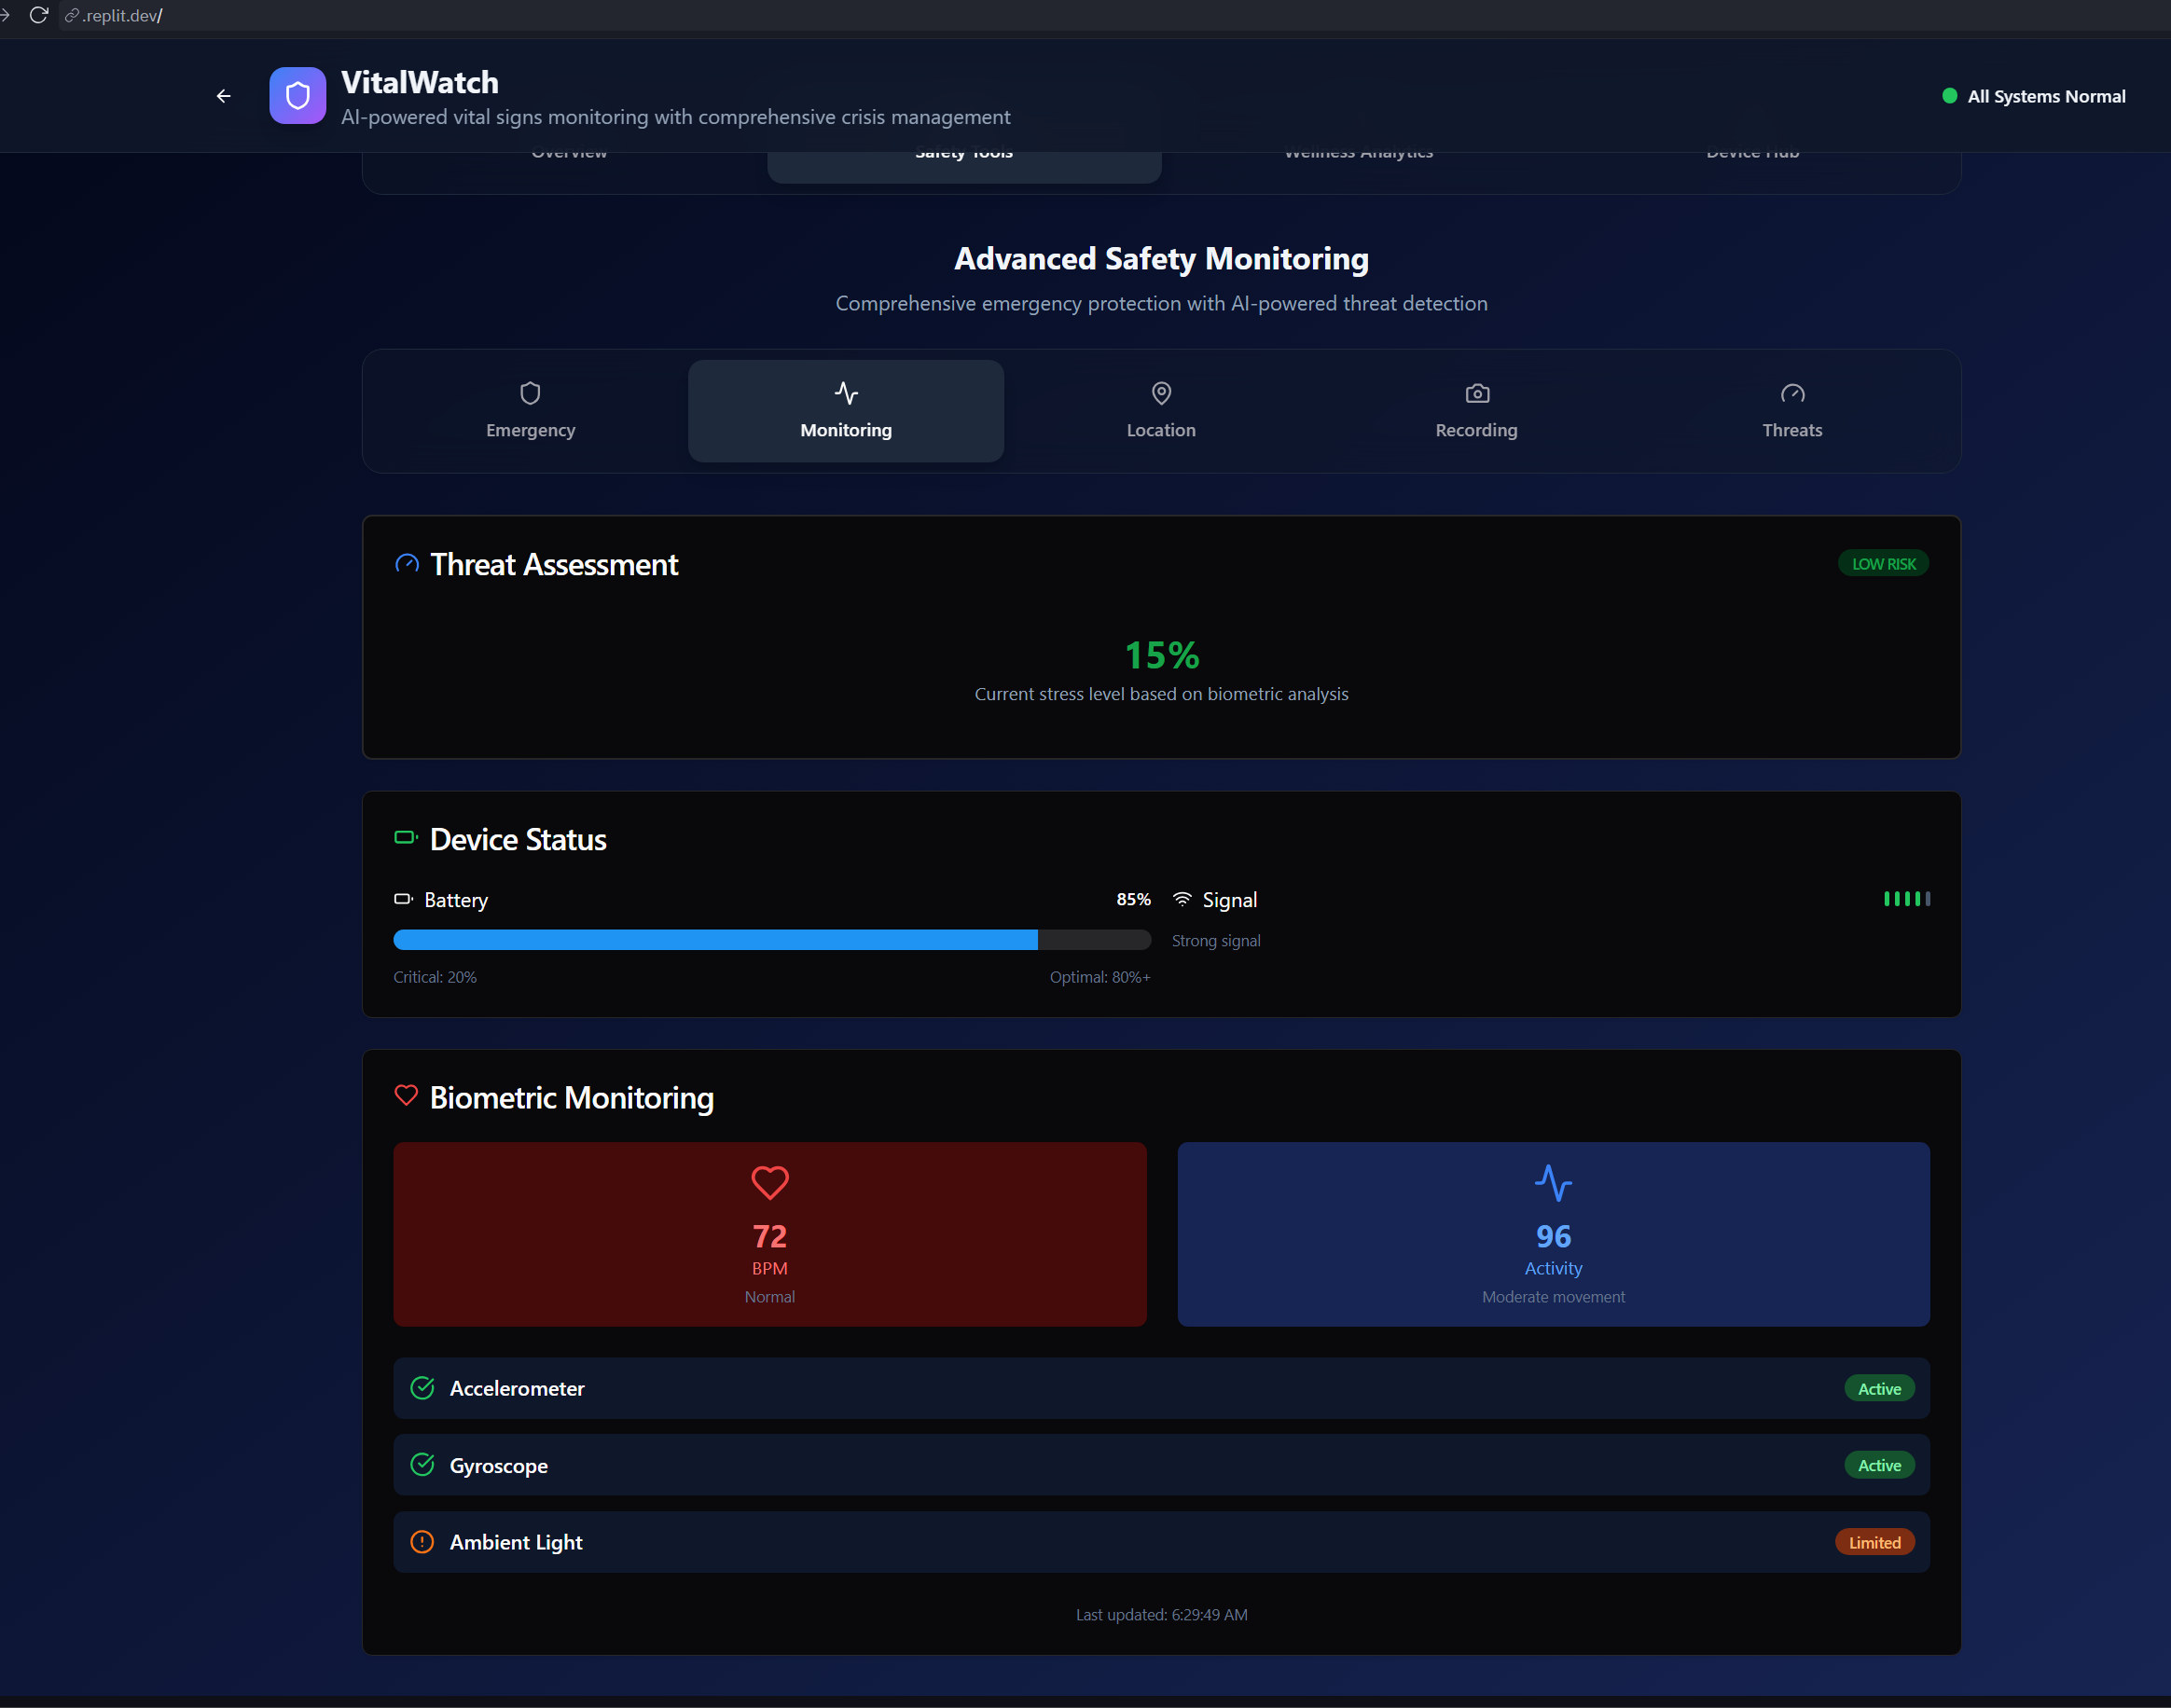 .replit.dev/
VitalWatch
AI-powered vital signs monitoring with comprehensive crisis management
All Systems Normal
Overview
Safety Tools
Wellness Analytics
Device Hub
Advanced Safety Monitoring
Comprehensive emergency protection with AI-powered threat detection
Emergency
Monitoring
Location
Recording
Threats
Threat Assessment
LOW RISK
15%
Current stress level based on biometric analysis
Device Status
Battery
85%
Signal
Strong signal
Critical: 20%
Optimal: 80%+
Biometric Monitoring
72
BPM
Normal
96
Activity
Moderate movement
Accelerometer
Active
Gyroscope
Active
Ambient Light
Limited
Last updated: 6:29:49 AM